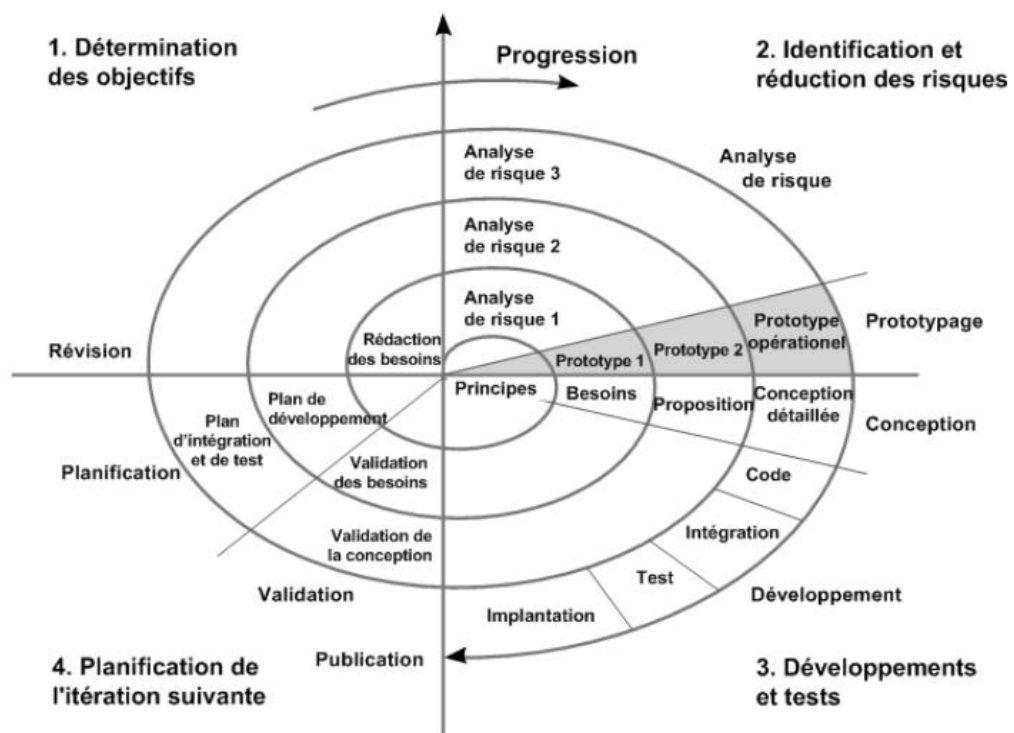 1. Détermination
des objectifs
Progression
2. Identification et
réduction des risques
Analyse
de risque 3
Analyse
de risque
Analyse
de risque 2
Analyse
de risque 1
Rédaction
des besoins
Révision
Prototype 1
Prototype 2
Prototype
opérationel
Prototypage
Principes
Besoins
Proposition
Conception
détaillée
Conception
Plan de
développement
Plan
d'intégration
et de test
Planification
Validation
des besoins
Code
Validation de
la conception
Intégration
Test
Validation
Implantation
Développement
Publication
4. Planification de
l'itération suivante
3. Développements
et tests